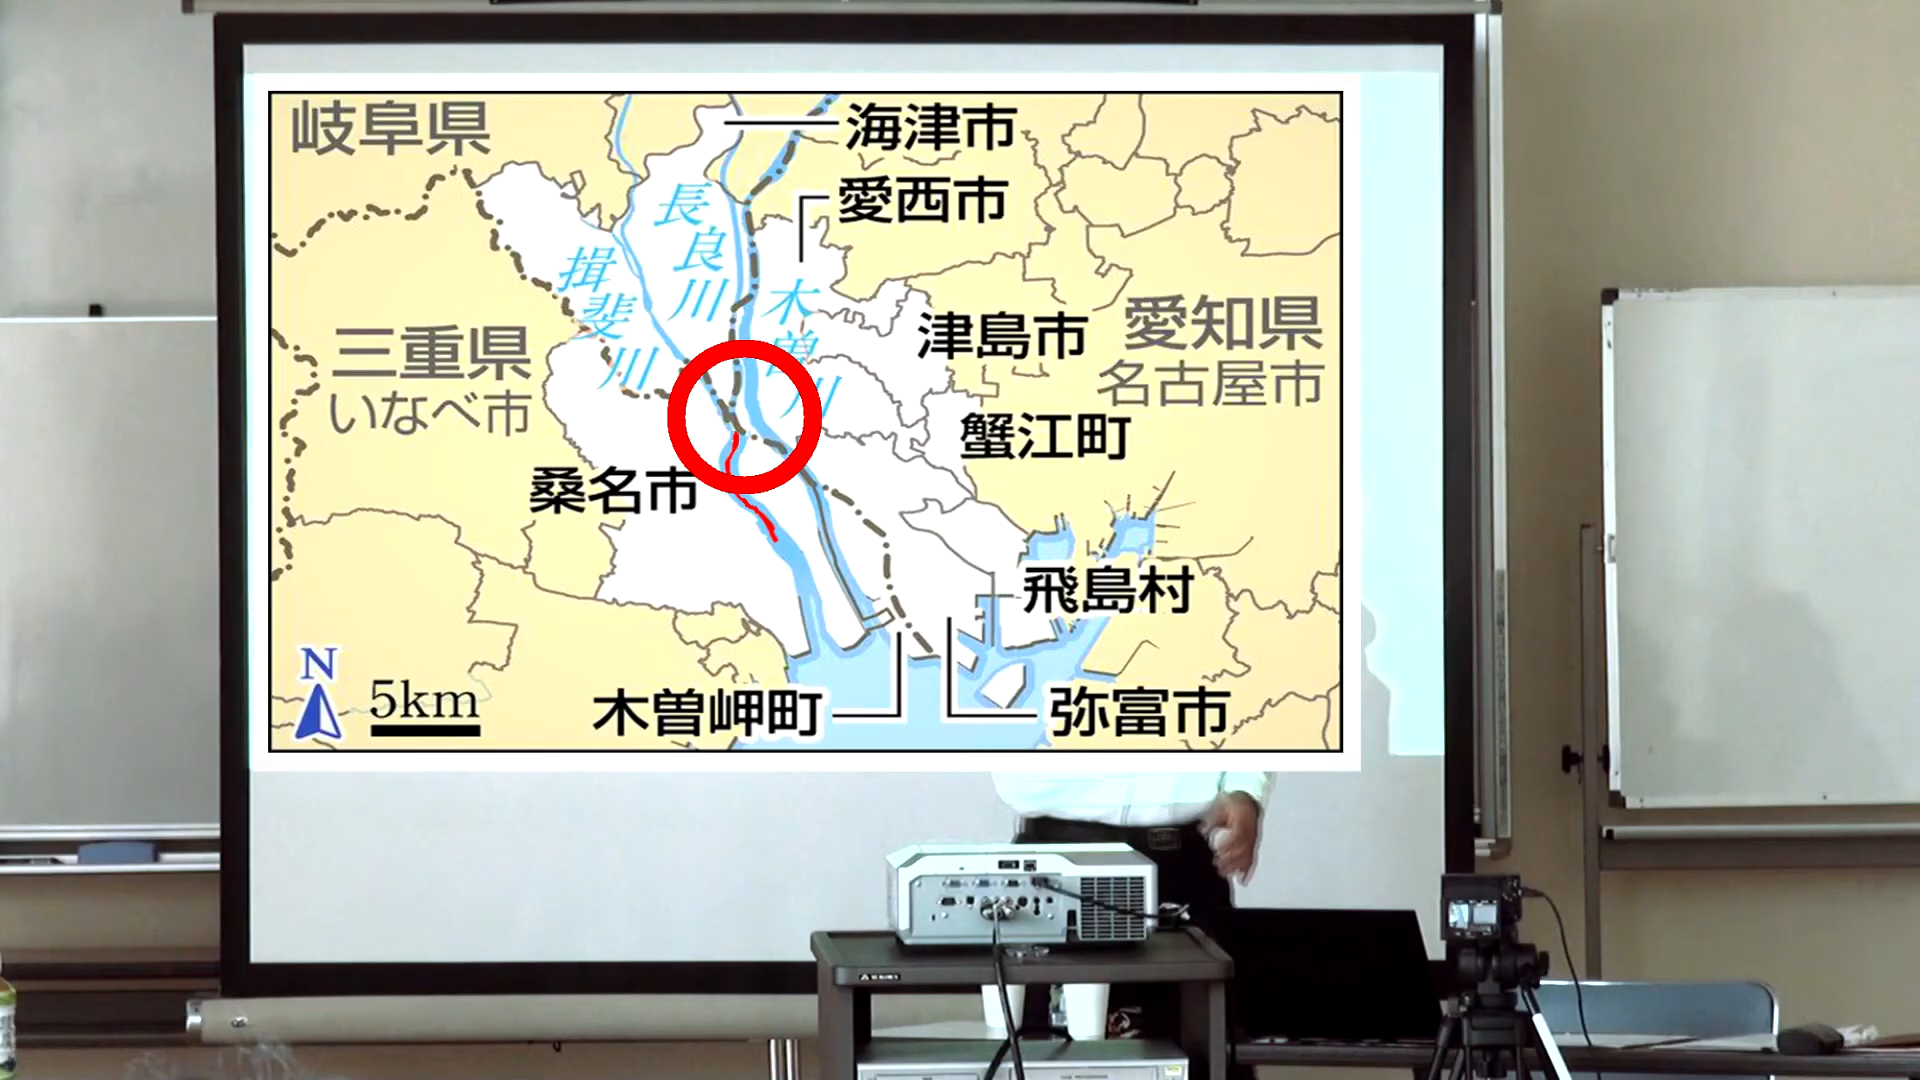 岐阜県
海津市
愛西市
長良川
揖斐川
木曽川
津島市
愛知県
名古屋市
三重県
いなべ市
蟹江町
桑名市
飛島村
N
5km
木曽岬町
弥富市